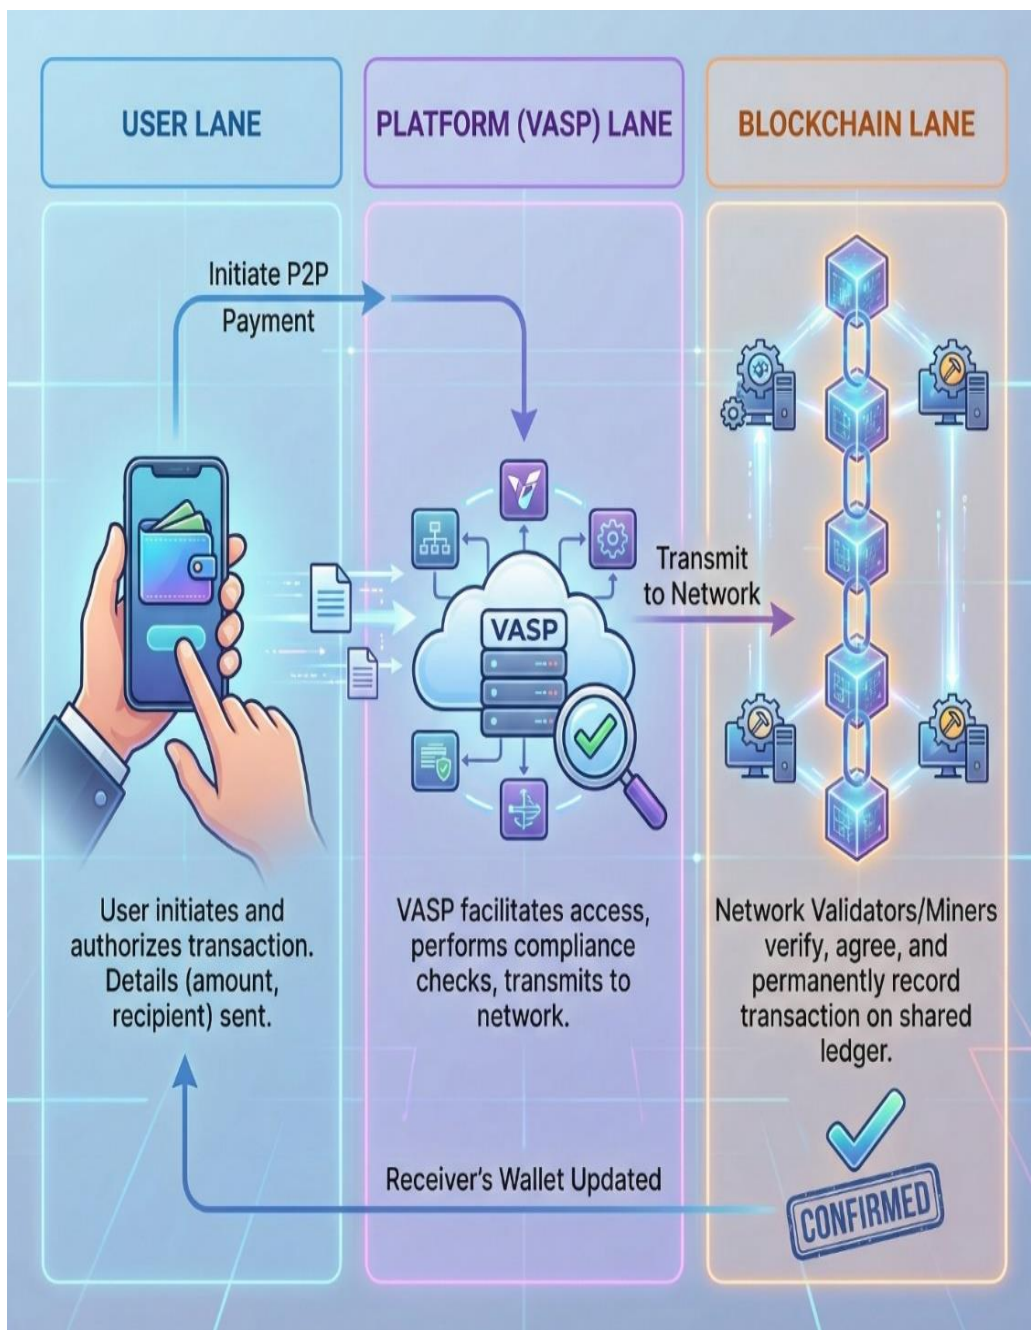 USER LANE
PLATFORM (VASP) LANE
BLOCKCHAIN LANE
Initiate P2P
Payment
VASP
Transmit
to Network
User initiates and
authorizes transaction.
Details (amount,
recipient) sent.
VASP facilitates access,
performs compliance
checks, transmits to
network.
Network Validators/Miners
verify, agree, and
permanently record
transaction on shared
ledger.
Receiver's Wallet Updated
CONFIRMED